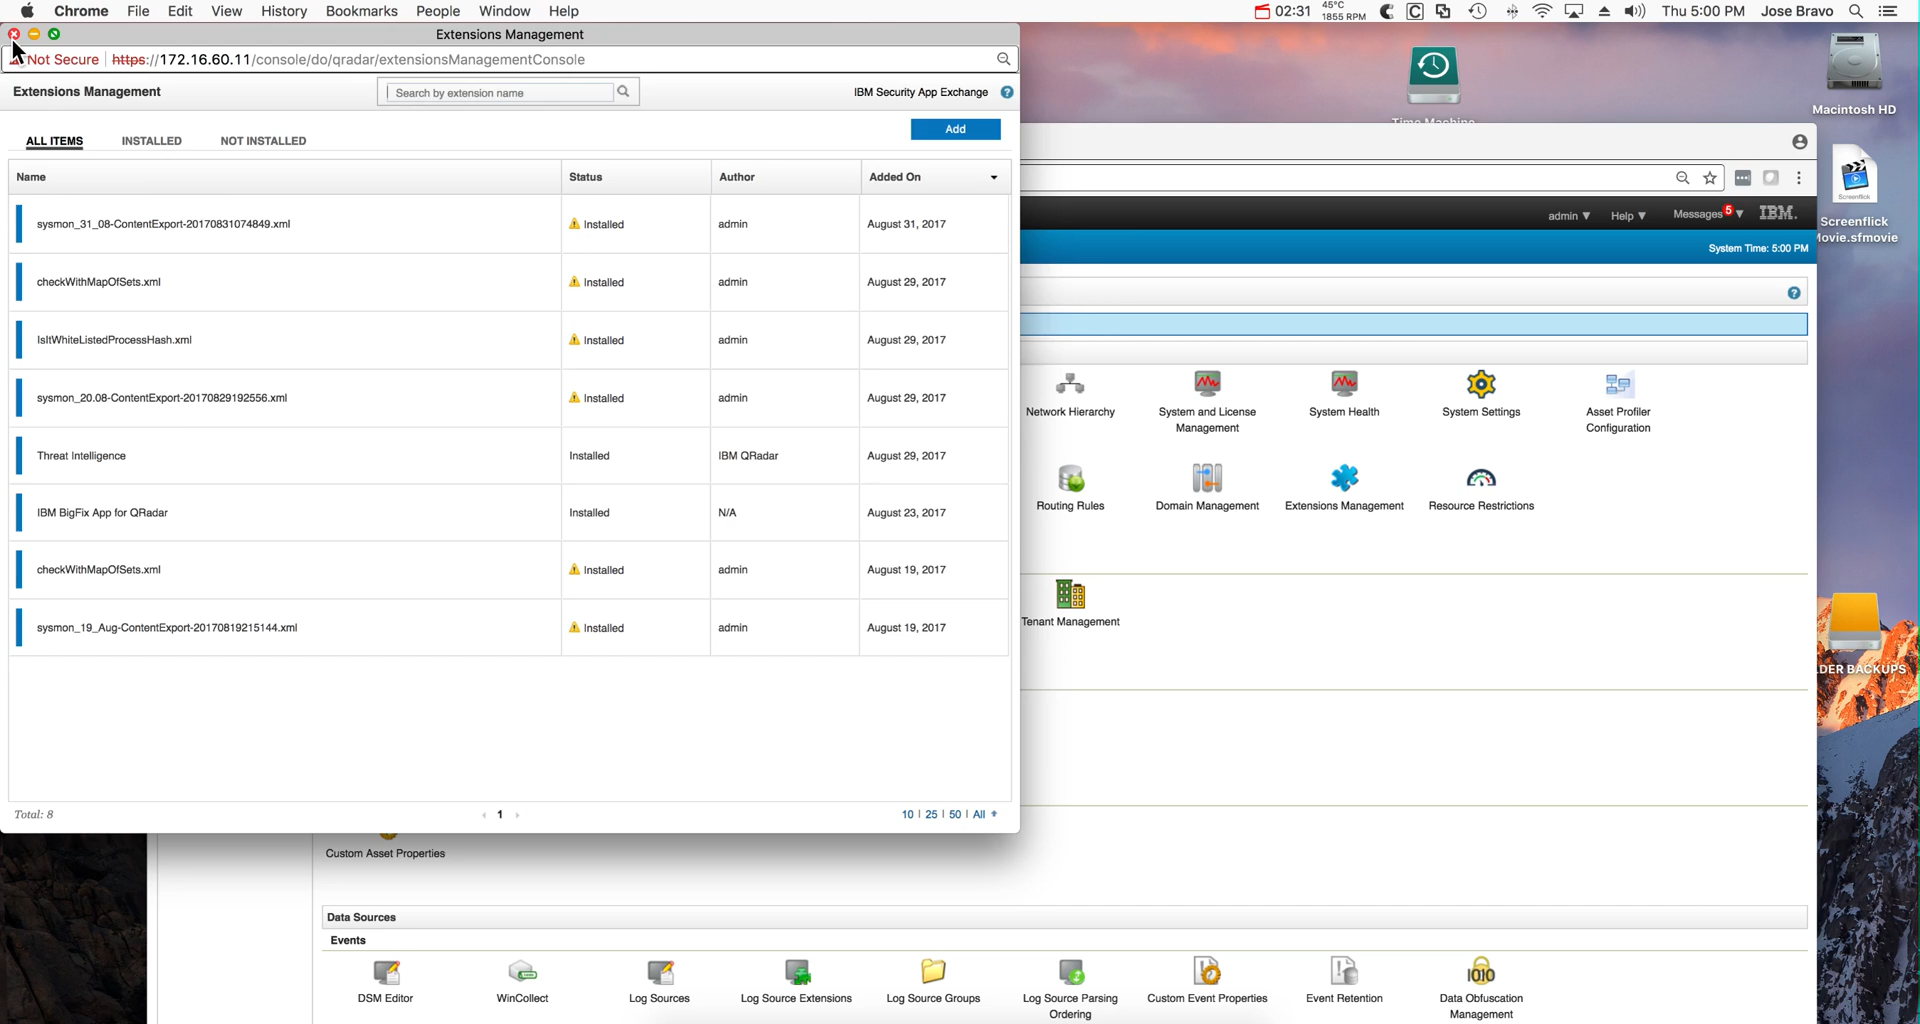 Chrome File Edit View History Bookmarks People Window Help
02:31 45°C 1855 RPM Thu 5:00 PM Jose Bravo
Extensions Management
Not Secure https://172.16.60.11/console/do/qradar/extensionsManagementConsole
Extensions Management Search by extension name IBM Security App Exchange ?
Add
ALL ITEMS INSTALLED NOT INSTALLED
Name Status Author Added On
sysmon_31_08-ContentExport-20170831074849.xml Installed admin August 31, 2017
checkWithMapOfSets.xml Installed admin August 29, 2017
IsItWhiteListedProcessHash.xml Installed admin August 29, 2017
sysmon_20.08-ContentExport-20170829192556.xml Installed admin August 29, 2017
Threat Intelligence Installed IBM QRadar August 29, 2017
IBM BigFix App for QRadar Installed N/A August 23, 2017
checkWithMapOfSets.xml Installed admin August 19, 2017
sysmon_19_Aug-ContentExport-20170819215144.xml Installed admin August 19, 2017
Total: 8 1 10 | 25 | 50 | All
Time Machine
Macintosh HD
Screenflick
Movie.sfmovie
DER BACKUPS
admin Help Messages 5 IBM.
System Time: 5:00 PM
?
Network Hierarchy
System and License
Management
System Health
System Settings
Asset Profiler
Configuration
Routing Rules
Domain Management
Extensions Management
Resource Restrictions
Tenant Management
Custom Asset Properties
Data Sources
Events
DSM Editor
WinCollect
Log Sources
Log Source Extensions
Log Source Groups
Log Source Parsing
Ordering
Custom Event Properties
Event Retention
Data Obfuscation
Management